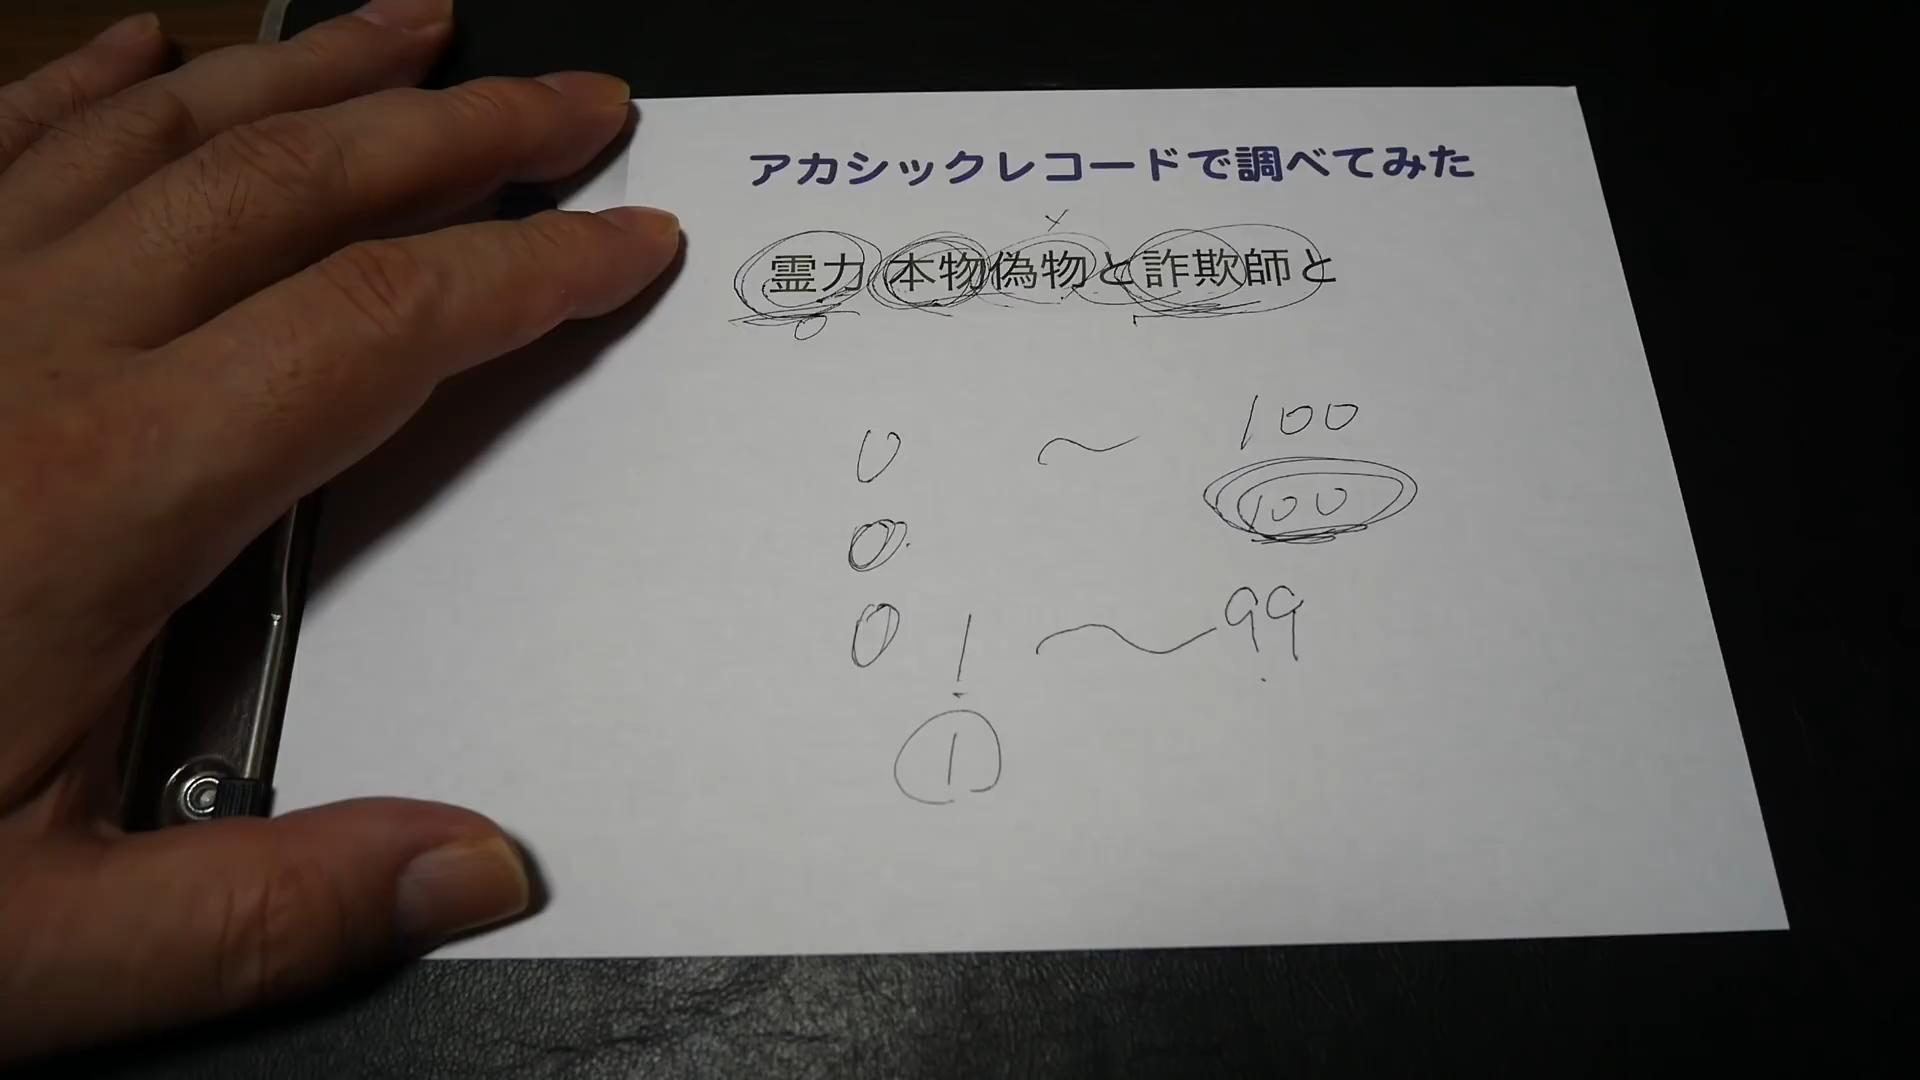 アカシックレコードで調べてみた
霊力 本物偽物と詐欺師と
0 ～ 100
0 100
0 1 ～ 99
1